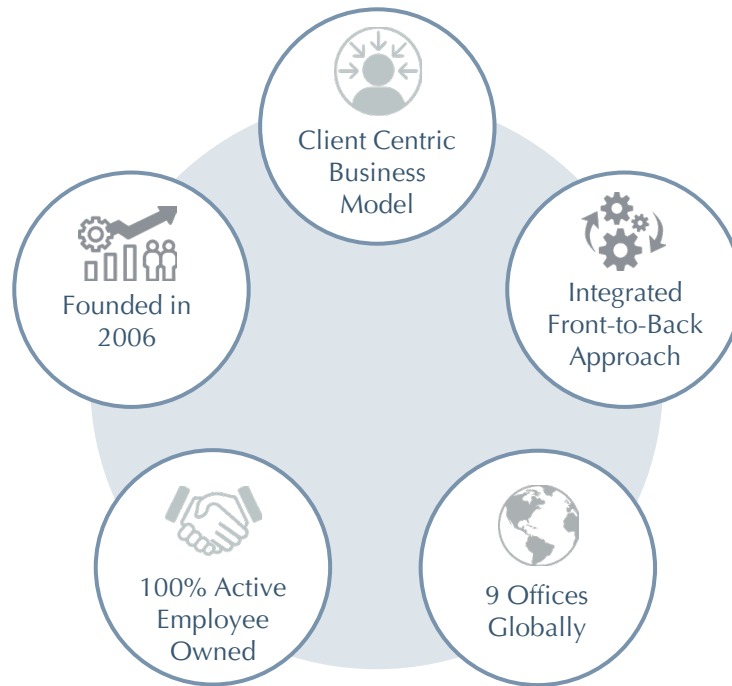 Client Centric
Business
Model
Founded in
2006
Integrated
Front-to-Back
Approach
100% Active
Employee
Owned
9 Offices
Globally